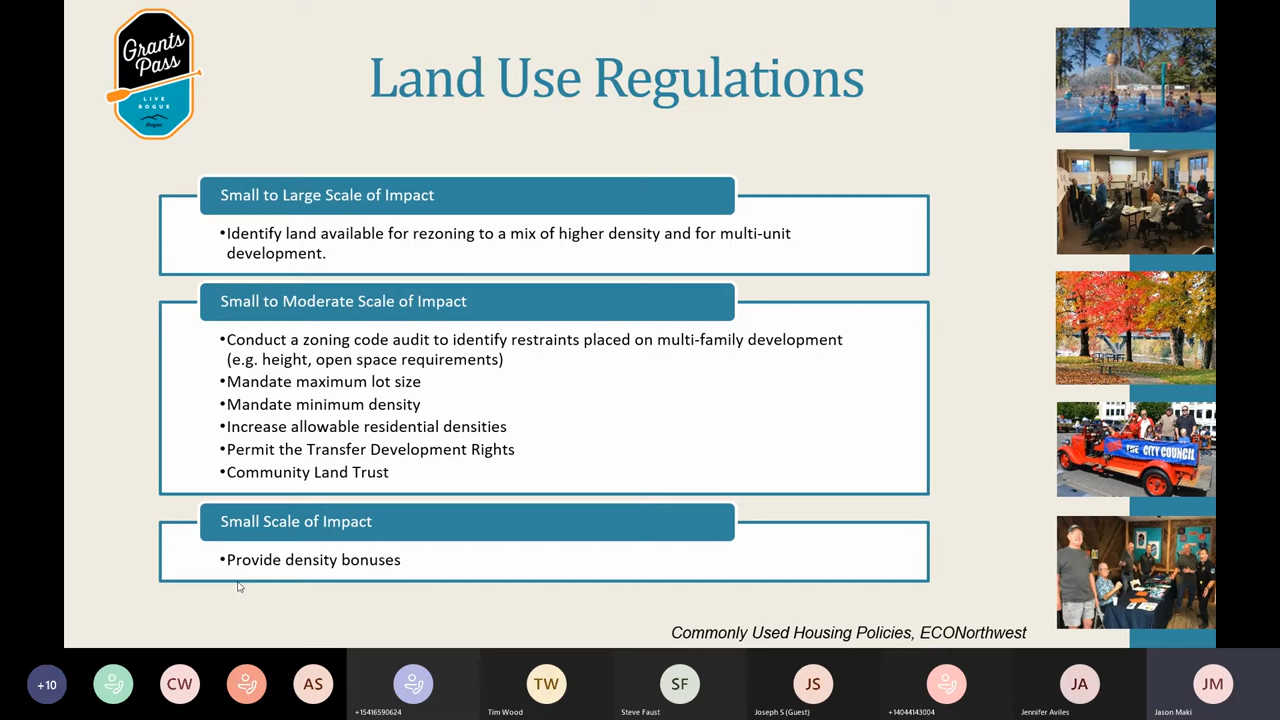 Grants
Pass
LIVE
ROGUE
Oregon
Land Use Regulations
Small to Large Scale of Impact
•Identify land available for rezoning to a mix of higher density and for multi-unit
development.
Small to Moderate Scale of Impact
•Conduct a zoning code audit to identify restraints placed on multi-family development
(e.g. height, open space requirements)
•Mandate maximum lot size
•Mandate minimum density
•Increase allowable residential densities
•Permit the Transfer Development Rights
•Community Land Trust
THE CITY COUNCIL
Small Scale of Impact
•Provide density bonuses
Commonly Used Housing Policies, ECONorthwest
+10
CW
AS
+15416590624
TW
Tim Wood
SF
Steve Faust
JS
Joseph S (Guest)
+14044143004
JA
Jennifer Aviles
JM
Jason Maki